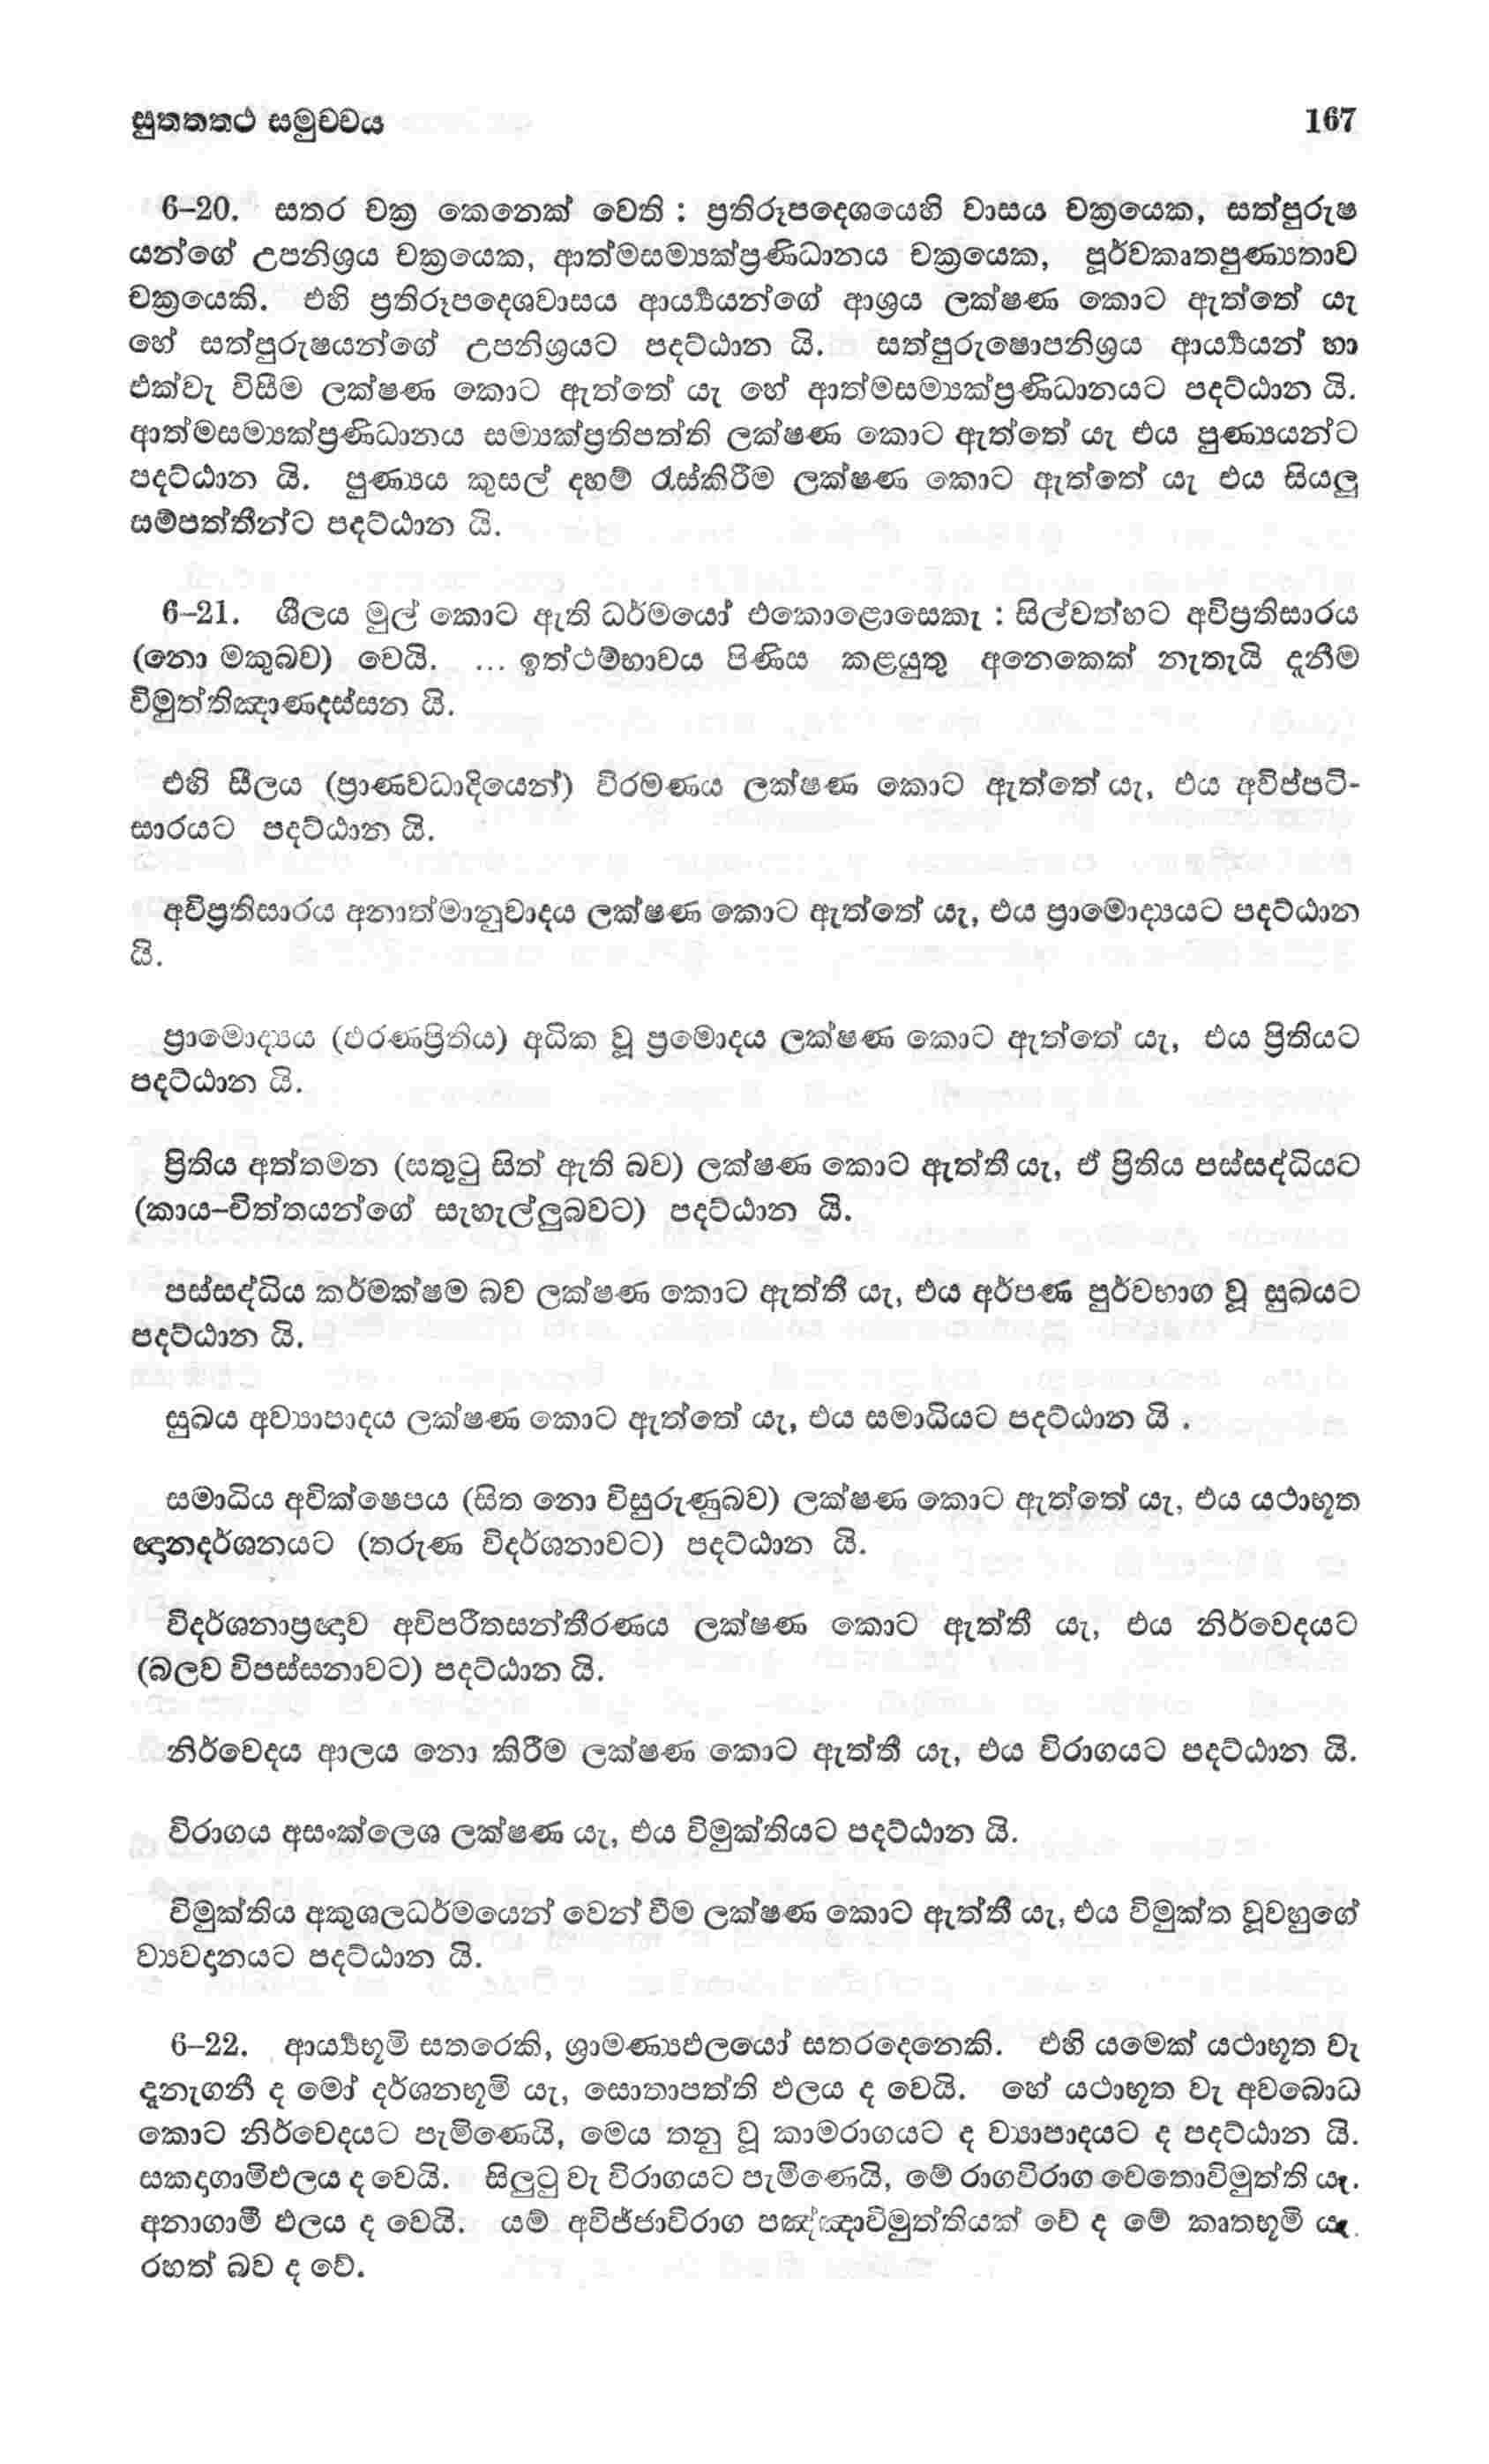 සුතතතථ සමුච්චය 167
6–20. සතර චක්‍ර කෙනෙක් වෙති : ප්‍රතිරූපදෙශයෙහි වාසය චක්‍රයෙක, සත්පුරුෂ
යන්ගේ උපනිශ්‍රය චක්‍රයෙක, ආත්මසම්‍යක්ප්‍රණිධානය චක්‍රයෙක, පූර්වකෘතපුණ්‍යතාව
චක්‍රයෙකි. එහි ප්‍රතිරූපදෙශවාසය ආර්‍ය්‍යයන්ගේ ආශ්‍රය ලක්ෂණ කොට ඇත්තේ යැ
හේ සත්පුරුෂයන්ගේ උපනිශ්‍රයට පදට්ඨාන යි. සත්පුරුෂොපනිශ්‍රය ආර්‍ය්‍යයන් හා
එක්වැ විසීම ලක්ෂණ කොට ඇත්තේ යැ හේ ආත්මසම්‍යක්ප්‍රණිධානයට පදට්ඨාන යි.
ආත්මසම්‍යක්ප්‍රණිධානය සම්‍යක්ප්‍රතිපත්ති ලක්ෂණ කොට ඇත්තේ යැ එය පුණ්‍යයන්ට
පදට්ඨාන යි. පුණ්‍යය කුසල් දහම් රැස්කිරීම ලක්ෂණ කොට ඇත්තේ යැ එය සියලු
සම්පත්තීන්ට පදට්ඨාන යි.
6–21. ශීලය මුල් කොට ඇති ධර්මයෝ එකොළොසෙකැ : සිල්වත්හට අවිප්‍රතිසාරය
(නො මකුබව) වෙයි. ... ඉත්ථම්භාවය පිණිස කළයුතු අනෙකෙක් නැතැයි දැනීම
විමුත්තිඤාණදස්සන යි.
එහි සීලය (ප්‍රාණවධාදියෙන්) විරමණය ලක්ෂණ කොට ඇත්තේ යැ, එය අවිප්පටි-
සාරයට පදට්ඨාන යි.
අවිප්‍රතිසාරය අනාත්මානුවාදය ලක්ෂණ කොට ඇත්තේ යැ, එය ප්‍රාමොද්‍යයට පදට්ඨාන
යි.
ප්‍රාමොද්‍යය (ඵරණප්‍රිතිය) අධික වූ ප්‍රමොදය ලක්ෂණ කොට ඇත්තේ යැ, එය ප්‍රිතියට
පදට්ඨාන යි.
ප්‍රිතිය අත්තමන (සතුටු සිත් ඇති බව) ලක්ෂණ කොට ඇත්තී යැ, ඒ ප්‍රිතිය පස්සද්ධියට
(කාය–චිත්තයන්ගේ සැහැල්ලුබවට) පදට්ඨාන යි.
පස්සද්ධිය කර්මක්ෂම බව ලක්ෂණ කොට ඇත්තී යැ, එය අර්පණ පූර්වභාග වූ සුඛයට
පදට්ඨාන යි.
සුඛය අව්‍යාපාදය ලක්ෂණ කොට ඇත්තේ යැ, එය සමාධියට පදට්ඨාන යි .
සමාධිය අවික්ෂෙපය (සිත නො විසුරුණුබව) ලක්ෂණ කොට ඇත්තේ යැ, එය යථාභූත
ඥානදර්ශනයට (තරුණ විදර්ශනාවට) පදට්ඨාන යි.
විදර්ශනාප්‍රඥාව අවිපරීතසන්තීරණය ලක්ෂණ කොට ඇත්තී යැ, එය නිර්වෙදයට
(බලව විපස්සනාවට) පදට්ඨාන යි.
නිර්වෙදය ආලය නො කිරීම ලක්ෂණ කොට ඇත්තී යැ, එය විරාගයට පදට්ඨාන යි.
විරාගය අසංක්ලෙශ ලක්ෂණ යැ, එය විමුක්තියට පදට්ඨාන යි.
විමුක්තිය අකුශලධර්මයෙන් වෙන් වීම ලක්ෂණ කොට ඇත්තී යැ, එය විමුක්ත වූවහුගේ
ව්‍යවදානයට පදට්ඨාන යි.
6–22. ආර්‍ය්‍යභූමි සතරෙකි, ශ්‍රාමණ්‍යඵලයෝ සතරදෙනෙකි. එහි යමෙක් යථාභූත වැ
දැනැගනී ද මෝ දර්ශනභූමි යැ, සොතාපත්ති ඵලය ද වෙයි. හේ යථාභූත වැ අවබොධ
කොට නිර්වෙදයට පැමිණෙයි, මෙය තනු වූ කාමරාගයට ද ව්‍යාපාදයට ද පදට්ඨාන යි.
සකදාගාමිඵලය ද වෙයි. සිලුටු වැ විරාගයට පැමිණෙයි, මේ රාගවිරාග චෙතොවිමුත්ති යැ.
අනාගාමී ඵලය ද වෙයි. යම් අවිජ්ජාවිරාග පඤ්ඤාවිමුත්තියක් වේ ද මේ කෘතභූමි යැ.
රහත් බව ද වේ.